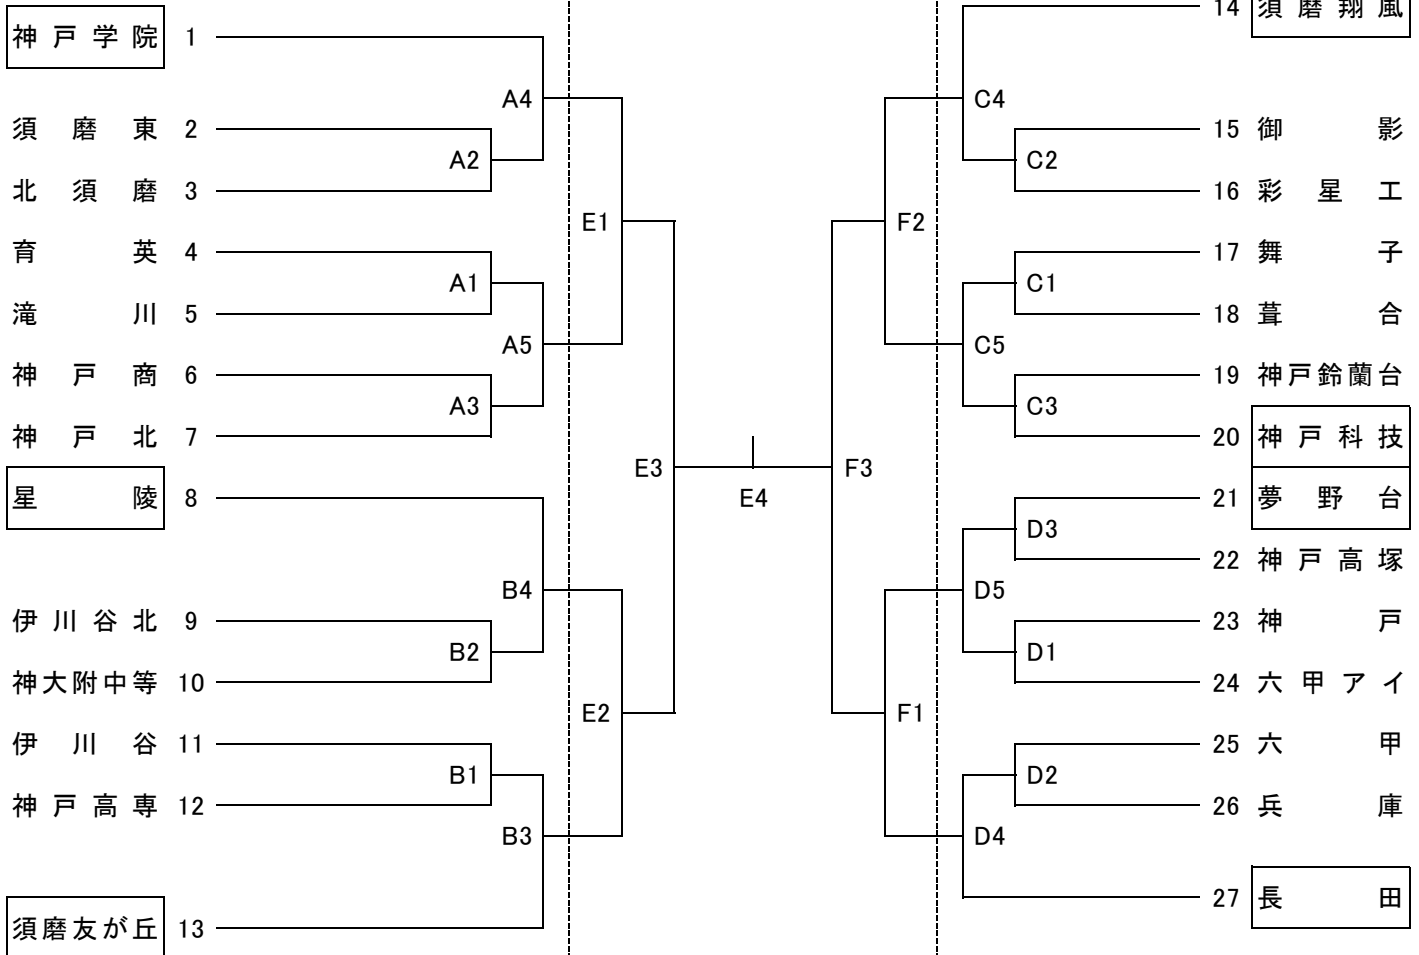 神戸学院 1
A4
須磨東 2
A2
北須磨 3
E1
育英 4
A1
滝川 5
A5
神戸商 6
A3
神戸北 7
E3
星陵 8
B4
伊川谷北 9
B2
神大附中等 10
E2
伊川谷 11
B1
神戸高専 12
B3
須磨友が丘 13
E4
14 須磨翔風
C4
15 御影
C2
16 彩星工
F2
17 舞子
C1
18 葺合
C5
19 神戸鈴蘭台
C3
20 神戸科技
F3
21 夢野台
D3
22 神戸高塚
D5
23 神戸
D1
24 六甲アイ
F1
25 六甲
D2
26 兵庫
D4
27 長田